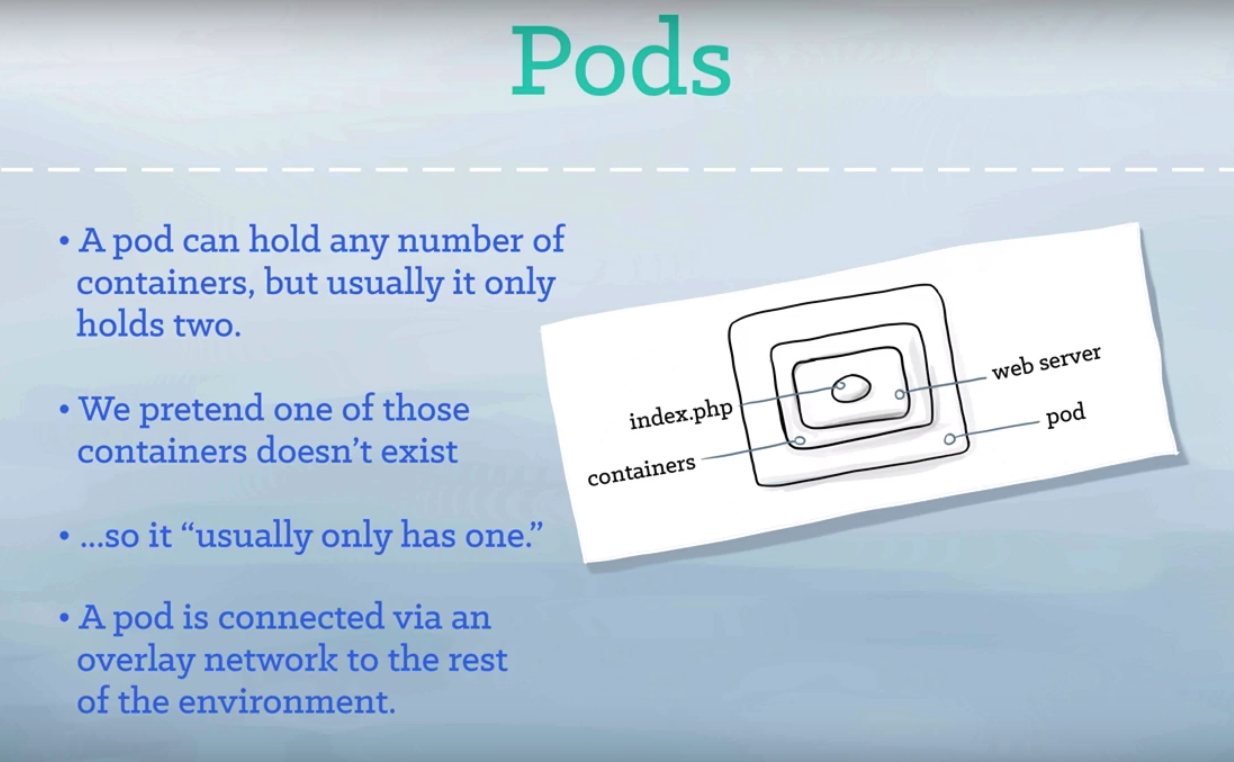 Pods
• A pod can hold any number of
containers, but usually it only
holds two.
• We pretend one of those
containers doesn’t exist
• ...so it “usually only has one.”
• A pod is connected via an
overlay network to the rest
of the environment.
index.php
web server
containers
pod